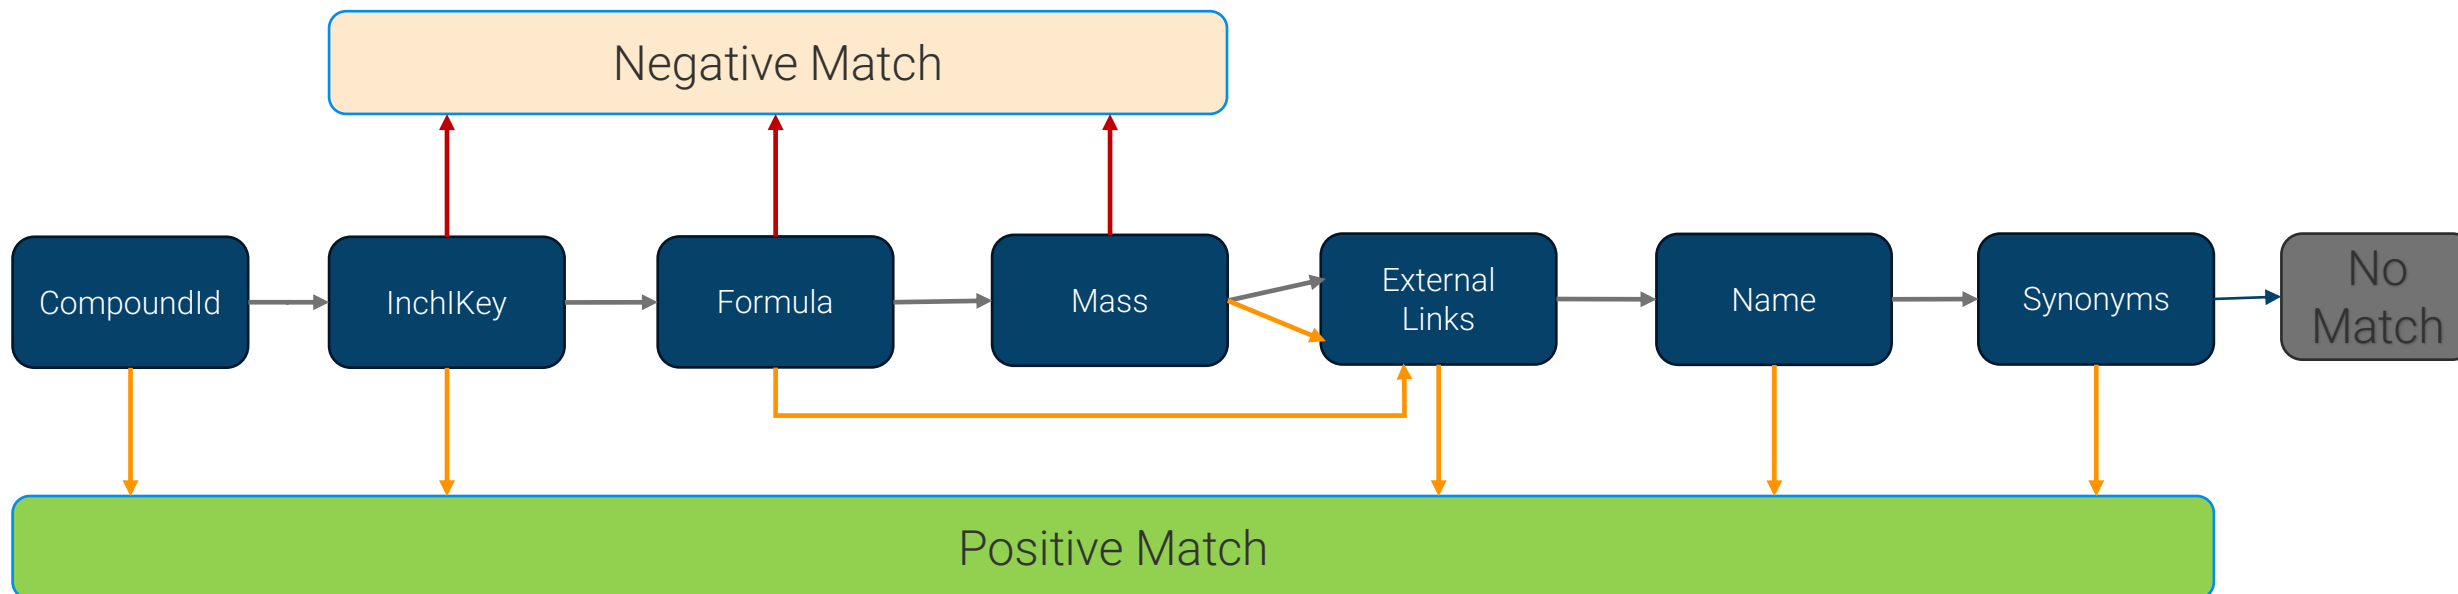 Negative Match
CompoundId
InchIKey
Formula
Mass
External
Links
Name
Synonyms
No
Match
Positive Match